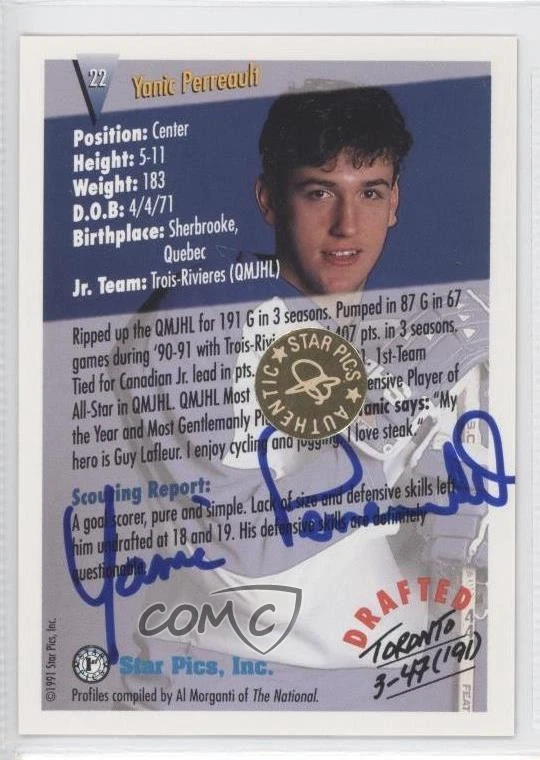 22
Yanic Perreault
Position: Center
Height: 5-11
Weight: 183
D.O.B: 4/4/71
Birthplace: Sherbrooke,
Quebec
Jr. Team: Trois-Rivieres (QMJHL)
Ripped up the QMJHL for 191 G in 3 seasons. Pumped in 87 G in 67
games during '90-91 with Trois-Rivi 407 pts. in 3 seasons.
Tied for Canadian Jr. lead in pts. 1st-Team
All-Star in QMJHL. QMJHL Most ensive Player of
the Year and Most Gentlemanly Pl anic says: "My
hero is Guy Lafleur. I enjoy cycling and jogging. I love steak."
STAR PICS
AUTHENTIC
Scouting Report:
A goal scorer, pure and simple. Lack of size and defensive skills left
him undrafted at 18 and 19. His defensive skills are definitely
questionable.
Yanic Perreault
COMC
DRAFTED
TORONTO
3-47 (191)
Star Pics, Inc.
Profiles compiled by Al Morganti of The National.
©1991 Star Pics, Inc.